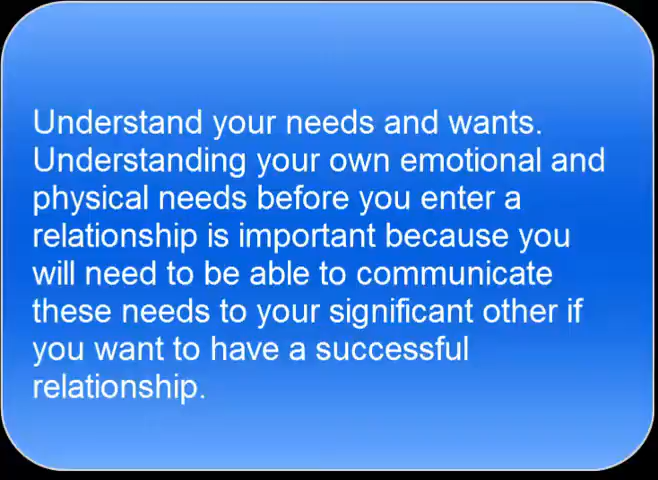 Understand your needs and wants.
Understanding your own emotional and
physical needs before you enter a
relationship is important because you
will need to be able to communicate
these needs to your significant other if
you want to have a successful
relationship.